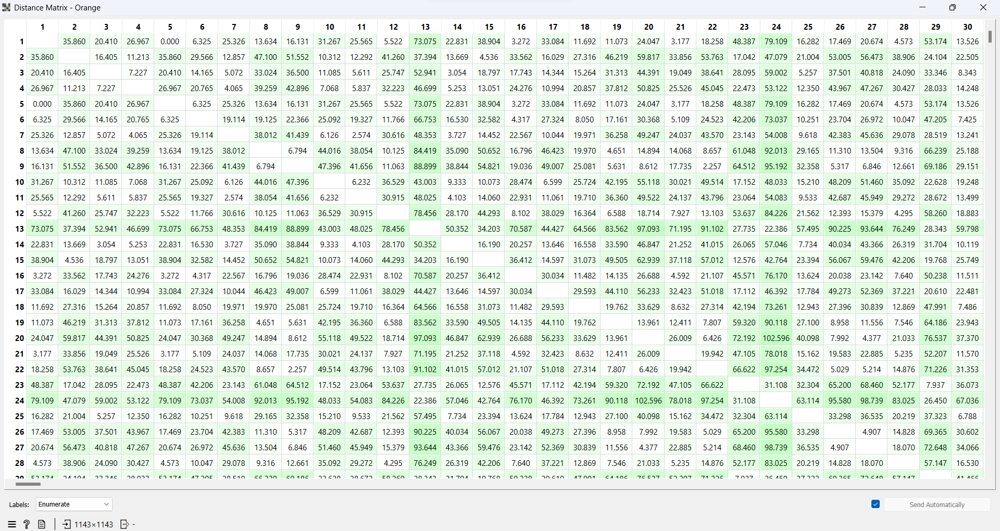 Distance Matrix - Orange
1 2 3 4 5 6 7 8 9 10 11 12 13 14 15 16 17 18 19 20 21 22 23 24 25 26 27 28 29 30
1 35.860 20.410 26.967 0.000 6.325 25.326 13.634 16.131 31.267 25.565 5.522 73.075 22.831 38.904 3.272 33.084 11.692 11.073 24.047 3.177 18.258 48.387 79.109 16.282 17.469 20.674 4.573 53.174 13.526
2 35.860 16.405 11.213 35.860 29.566 12.857 47.100 51.552 10.312 12.292 41.260 37.394 13.669 4.536 33.562 16.029 27.316 46.219 59.817 33.856 53.763 17.042 47.079 21.004 53.005 56.473 38.906 24.104 22.505
3 20.410 16.405 7.227 20.410 14.165 5.072 33.024 36.500 11.085 5.611 25.747 52.941 3.054 18.797 17.743 14.344 15.264 31.313 44.391 19.049 38.641 28.095 59.002 5.257 37.501 40.818 24.090 33.346 8.343
4 26.967 11.213 7.227 26.967 20.765 4.065 39.259 42.896 7.068 5.837 32.223 46.699 5.253 13.051 24.276 10.994 20.857 37.812 50.825 25.526 45.045 22.473 53.122 12.350 43.967 47.267 30.427 28.033 14.248
5 0.000 35.860 20.410 26.967 6.325 25.326 13.634 16.131 31.267 25.565 5.522 73.075 22.831 38.904 3.272 33.084 11.692 11.073 24.047 3.177 18.258 48.387 79.109 16.282 17.469 20.674 4.573 53.174 13.526
6 6.325 29.566 14.165 20.765 6.325 19.114 19.125 22.366 25.092 19.327 11.766 66.753 16.530 32.582 4.317 27.324 8.050 17.161 30.368 5.109 24.523 42.206 73.037 10.251 23.704 26.972 10.047 47.205 7.425
7 25.326 12.857 5.072 4.065 25.326 19.114 38.012 41.439 6.126 2.574 30.616 48.353 3.727 14.452 22.567 10.044 19.971 36.258 49.247 24.037 43.570 23.143 54.008 9.618 42.383 45.636 29.078 28.519 13.241
8 13.634 47.100 33.024 39.259 13.634 19.125 38.012 6.794 44.016 38.054 10.125 84.419 35.090 50.652 16.796 46.423 19.970 4.651 14.894 14.068 8.657 61.048 92.013 29.165 11.310 13.504 9.316 66.239 25.188
9 16.131 51.552 36.500 42.896 16.131 22.366 41.439 6.794 47.396 41.656 11.063 88.899 38.844 54.821 19.036 49.007 25.081 5.631 8.612 17.735 2.257 64.512 95.192 32.358 5.317 6.846 12.661 69.186 29.151
10 31.267 10.312 11.085 7.068 31.267 25.092 6.126 44.016 47.396 6.232 36.529 43.003 9.333 10.073 28.474 6.599 25.724 42.195 55.118 30.021 49.514 17.152 48.033 15.210 48.209 51.460 35.092 22.628 19.248
11 25.565 12.292 5.611 5.837 25.565 19.327 2.574 38.054 41.656 6.232 30.915 48.025 4.103 14.060 22.931 11.061 19.710 36.360 49.522 24.137 43.796 23.064 54.083 9.533 42.687 45.949 29.272 28.672 13.499
12 5.522 41.260 25.747 32.223 5.522 11.766 30.616 10.125 11.063 36.529 30.915 78.456 28.170 44.293 8.102 38.029 16.364 6.588 18.714 7.927 13.103 53.637 84.226 21.562 12.393 15.379 4.295 58.260 18.883
13 73.075 37.394 52.941 46.699 73.075 66.753 48.353 84.419 88.899 43.003 48.025 78.456 50.352 34.203 70.587 44.427 64.566 83.562 97.093 71.195 91.102 27.735 22.386 57.495 90.225 93.644 76.249 28.343 59.798
14 22.831 13.669 3.054 5.253 22.831 16.530 3.727 35.090 38.844 9.333 4.103 28.170 50.352 16.190 20.257 13.646 16.558 33.590 46.847 21.252 41.015 26.065 57.046 7.734 40.034 43.366 26.319 31.704 10.119
15 38.904 4.536 18.797 13.051 38.904 32.582 14.452 50.652 54.821 10.073 14.060 44.293 34.203 16.190 36.412 14.597 31.073 49.505 62.939 37.118 57.012 12.576 42.764 23.394 56.067 59.476 42.206 19.768 25.749
16 3.272 33.562 17.743 24.276 3.272 4.317 22.567 16.796 19.036 28.474 22.931 8.102 70.587 20.257 36.412 30.034 11.482 14.135 26.688 4.592 21.107 45.571 76.170 13.624 20.038 23.142 7.640 50.238 11.511
17 33.084 16.029 14.344 10.994 33.084 27.324 10.044 46.423 49.007 6.599 11.061 38.029 44.427 13.646 14.597 30.034 29.593 44.110 56.233 32.423 51.018 17.112 46.392 17.784 49.273 52.369 37.221 20.610 22.481
18 11.692 27.316 15.264 20.857 11.692 8.050 19.971 19.970 25.081 25.724 19.710 16.364 64.566 16.558 31.073 11.482 29.593 19.762 33.629 8.632 27.314 42.194 73.261 12.943 27.396 30.839 12.869 47.991 7.486
19 11.073 46.219 31.313 37.812 11.073 17.161 36.258 4.651 5.631 42.195 36.360 6.588 83.562 33.590 49.505 14.135 44.110 19.762 13.961 12.411 7.807 59.320 90.118 27.100 8.958 11.556 7.546 64.186 23.943
20 24.047 59.817 44.391 50.825 24.047 30.368 49.247 14.894 8.612 55.118 49.522 18.714 97.093 46.847 62.939 26.688 56.233 33.629 13.961 26.009 6.426 72.192 102.596 40.098 7.992 4.377 21.033 76.537 37.370
21 3.177 33.856 19.049 25.526 3.177 5.109 24.037 14.068 17.735 30.021 24.137 7.927 71.195 21.252 37.118 4.592 32.423 8.632 12.411 26.009 19.942 47.105 78.018 15.162 19.583 22.885 5.235 52.207 11.570
22 18.258 53.763 38.641 45.045 18.258 24.523 43.570 8.657 2.257 49.514 43.796 13.103 91.102 41.015 57.012 21.107 51.018 27.314 7.807 6.426 19.942 66.622 97.254 34.472 5.029 5.214 14.876 71.226 31.353
23 48.387 17.042 28.095 22.473 48.387 42.206 23.143 61.048 64.512 17.152 23.064 53.637 27.735 26.065 12.576 45.571 17.112 42.194 59.320 72.192 47.105 66.622 31.108 32.304 65.200 68.460 52.177 7.937 36.073
24 79.109 47.079 59.002 53.122 79.109 73.037 54.008 92.013 95.192 48.033 54.083 84.226 22.386 57.046 42.764 76.170 46.392 73.261 90.118 102.596 78.018 97.254 31.108 63.114 95.580 98.739 83.025 26.450 67.036
25 16.282 21.004 5.257 12.350 16.282 10.251 9.618 29.165 32.358 15.210 9.533 21.562 57.495 7.734 23.394 13.624 17.784 12.943 27.100 40.098 15.162 34.472 32.304 63.114 33.298 36.535 20.219 37.323 6.788
26 17.469 53.005 37.501 43.967 17.469 23.704 42.383 11.310 5.317 48.209 42.687 12.393 90.225 40.034 56.067 20.038 49.273 27.396 8.958 7.992 19.583 5.029 65.200 95.580 33.298 4.907 14.828 69.365 30.602
27 20.674 56.473 40.818 47.267 20.674 26.972 45.636 13.504 6.846 51.460 45.949 15.379 93.644 43.366 59.476 23.142 52.369 30.839 11.556 4.377 22.885 5.214 68.460 98.739 36.535 4.907 18.070 72.648 34.066
28 4.573 38.906 24.090 30.427 4.573 10.047 29.078 9.316 12.661 35.092 29.272 4.295 76.249 26.319 42.206 7.640 37.221 12.869 7.546 21.033 5.235 14.876 52.177 83.025 20.219 14.828 18.070 57.147 16.530
Labels: Enumerate
Send Automatically
1143×1143 -